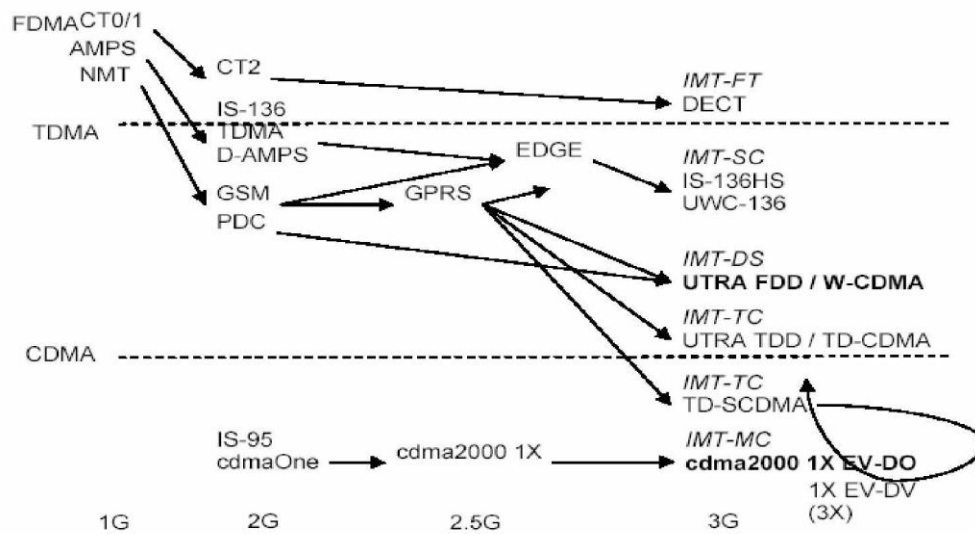 FDMA CT0/1
AMPS
NMT
CT2
IMT-FT
DECT
IS-136
TDMA
TDMA
D-AMPS
EDGE
IMT-SC
IS-136HS
UWC-136
GSM
PDC
GPRS
IMT-DS
UTRA FDD / W-CDMA
IMT-TC
UTRA TDD / TD-CDMA
CDMA
IMT-TC
TD-SCDMA
IS-95
cdmaOne
cdma2000 1X
IMT-MC
cdma2000 1X EV-DO
1X EV-DV
(3X)
1G 2G 2.5G 3G